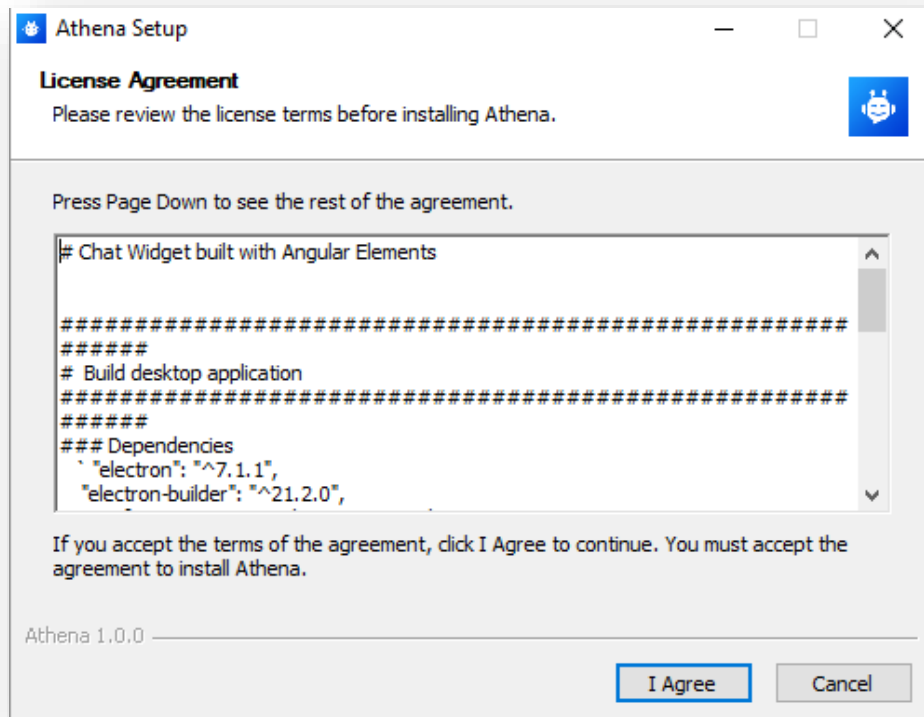 Athena Setup
License Agreement
Please review the license terms before installing Athena.
Press Page Down to see the rest of the agreement.
# Chat Widget built with Angular Elements
#####################################################
######
#  Build desktop application
#####################################################
######
### Dependencies
` "electron": "^7.1.1",
"electron-builder": "^21.2.0",
If you accept the terms of the agreement, click I Agree to continue. You must accept the
agreement to install Athena.
Athena 1.0.0
I Agree
Cancel